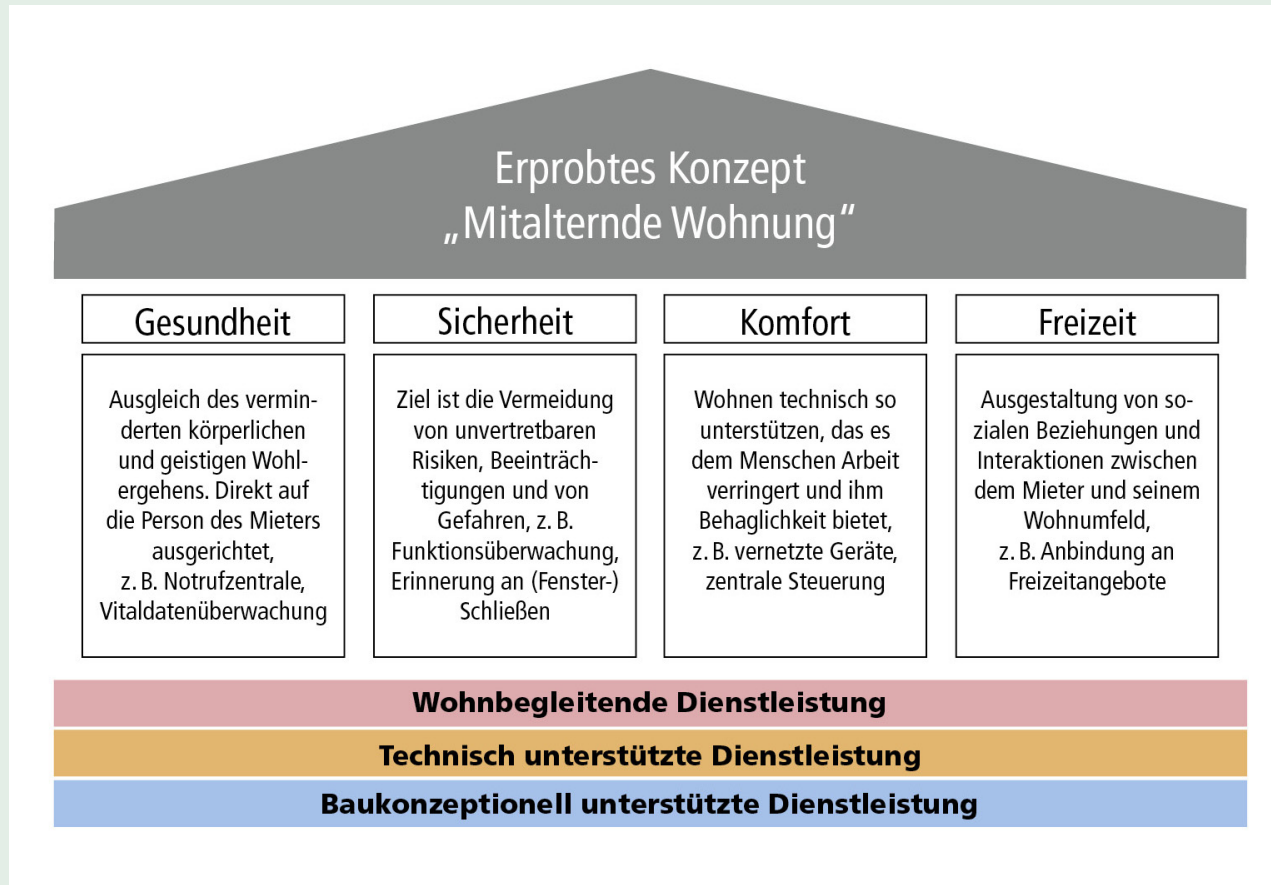 Erprobtes Konzept
„Mitalternde Wohnung“
Gesundheit
Ausgleich des vermin-
derten körperlichen
und geistigen Wohl-
ergehens. Direkt auf
die Person des Mieters
ausgerichtet,
z. B. Notrufzentrale,
Vitaldatenüberwachung
Sicherheit
Ziel ist die Vermeidung
von unvertretbaren
Risiken, Beeinträch-
tigungen und von
Gefahren, z. B.
Funktionsüberwachung,
Erinnerung an (Fenster-)
Schließen
Komfort
Wohnen technisch so
unterstützen, das es
dem Menschen Arbeit
verringert und ihm
Behaglichkeit bietet,
z. B. vernetzte Geräte,
zentrale Steuerung
Freizeit
Ausgestaltung von so-
zialen Beziehungen und
Interaktionen zwischen
dem Mieter und seinem
Wohnumfeld,
z. B. Anbindung an
Freizeitangebote
Wohnbegleitende Dienstleistung
Technisch unterstützte Dienstleistung
Baukonzeptionell unterstützte Dienstleistung